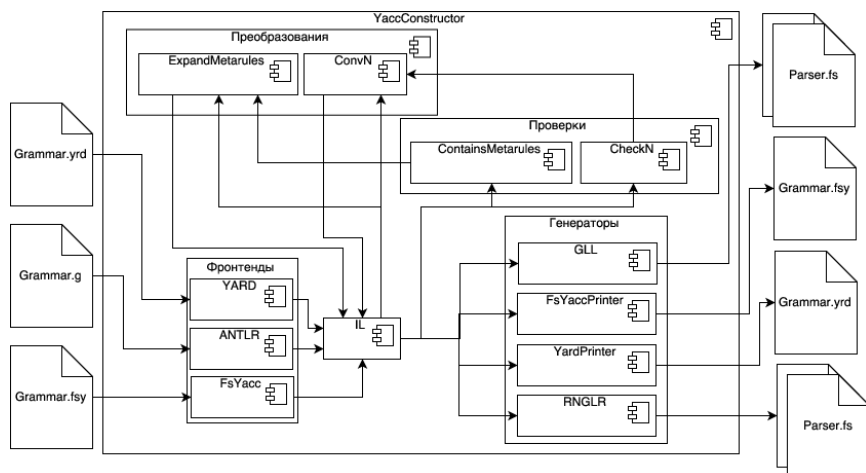 YaccConstructor
Преобразования
ExpandMetarules
ConvN
Parser.fs
Проверки
ContainsMetarules
CheckN
Grammar.yrd
Grammar.fsy
Генераторы
GLL
Grammar.g
Фронтенды
YARD
FsYaccPrinter
Grammar.yrd
IL
ANTLR
YardPrinter
FsYacc
Grammar.fsy
RNGLR
Parser.fs